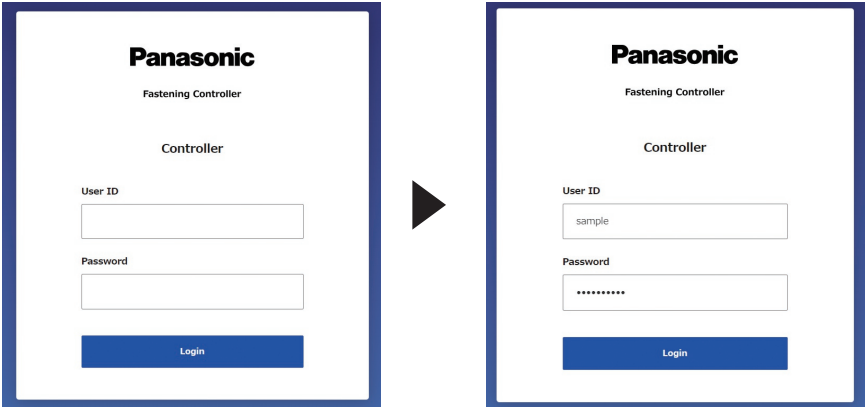 Panasonic
Fastening Controller
Controller
User ID
Password
Login
Panasonic
Fastening Controller
Controller
User ID
sample
Password
••••••••••
Login